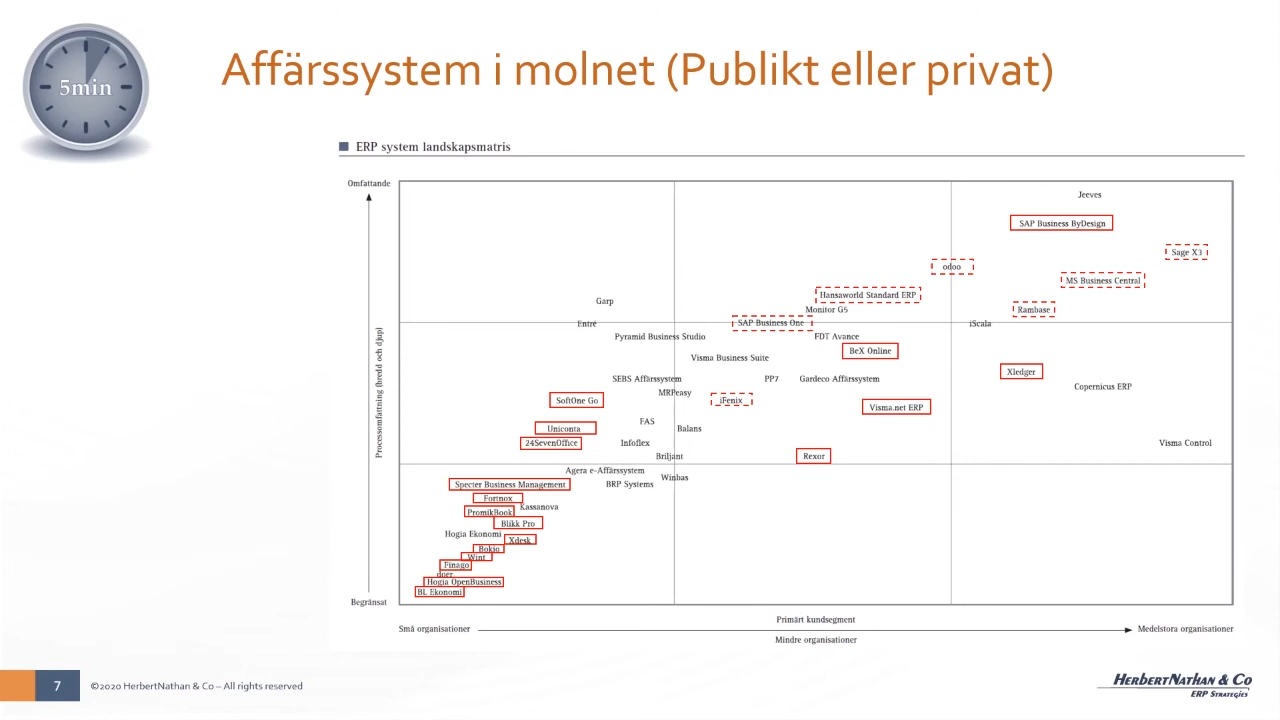 5min
Affärssystem i molnet (Publikt eller privat)
ERP system landskapsmatris
Omfattande
Processomfattning (bredd och djup)
Begränsat
Jeeves
SAP Business ByDesign
Sage X3
odoo
MS Business Central
Hansaworld Standard ERP
Garp
Monitor G5
Rambase
Entré
SAP Business One
iScala
Pyramid Business Studio
FDT Avance
BeX Online
Visma Business Suite
Xledger
SEBS Affärssystem
PP7
Gardeco Affärssystem
Copernicus ERP
MRPeasy
SoftOne Go
iFenix
Visma.net ERP
FAS
Uniconta
Balans
24SevenOffice
Infoflex
Visma Control
Briljant
Rexor
Agera e-Affärssystem
Winbas
Specter Business Management
BRP Systems
Fortnox
Kassanova
PromikBook
Blikk Pro
Hogia Ekonomi
Xdesk
Bokio
Wint
Finago
Hogia OpenBusiness
BL Ekonomi
Primärt kundsegment
Små organisationer
Medelstora organisationer
Mindre organisationer
7
©2020 HerbertNathan & Co – All rights reserved
HerbertNathan & Co
ERP Strategies